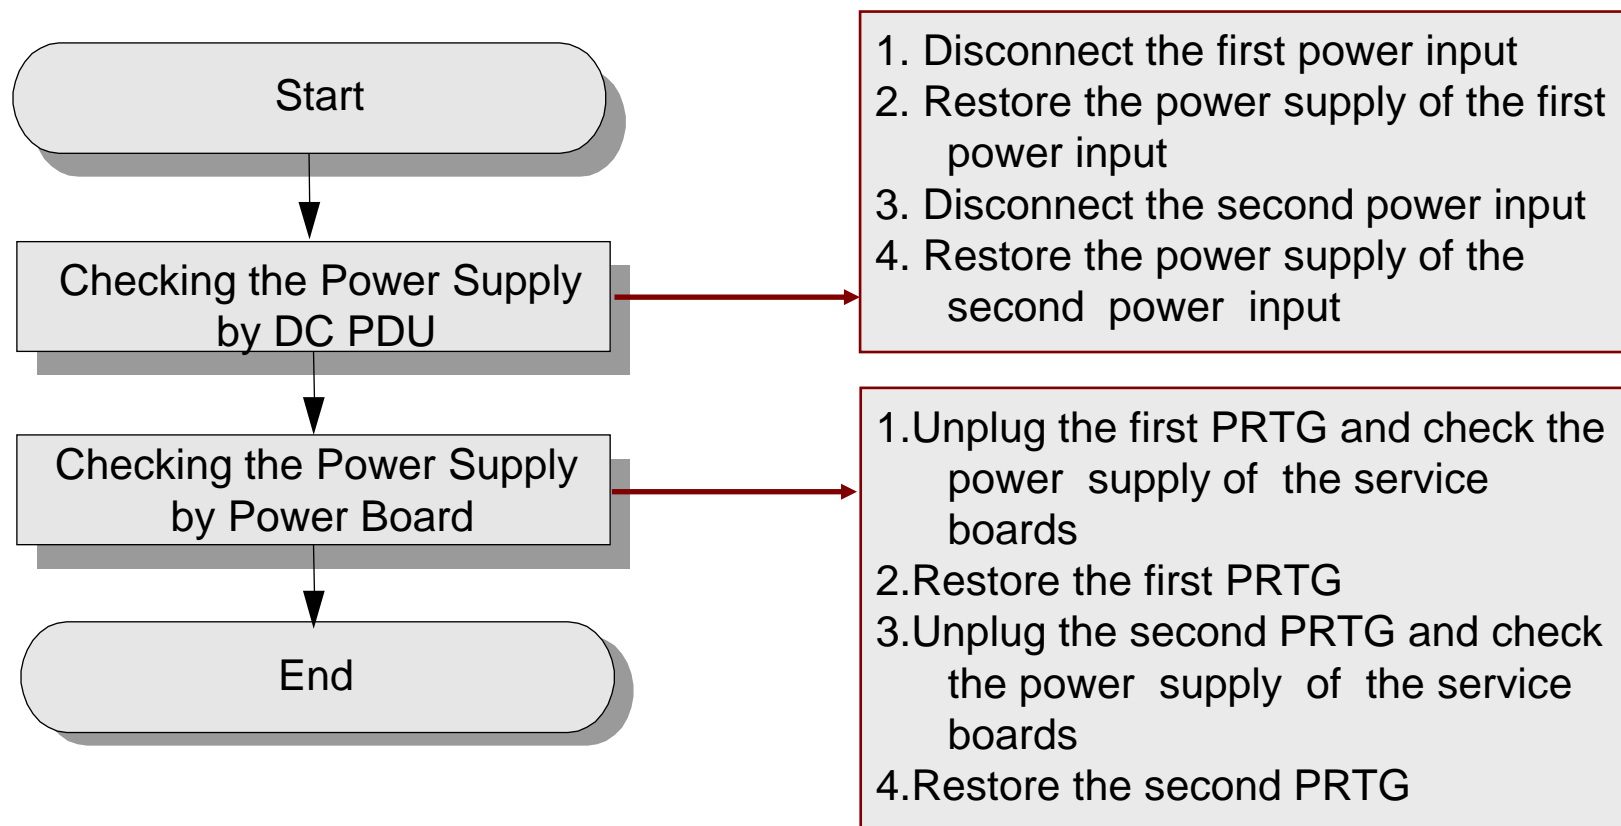 Start
Checking the Power Supply
by DC PDU
Checking the Power Supply
by Power Board
End
1. Disconnect the first power input
2. Restore the power supply of the first
power input
3. Disconnect the second power input
4. Restore the power supply of the
second power input
1.Unplug the first PRTG and check the
power supply of the service
boards
2.Restore the first PRTG
3.Unplug the second PRTG and check
the power supply of the service
boards
4.Restore the second PRTG